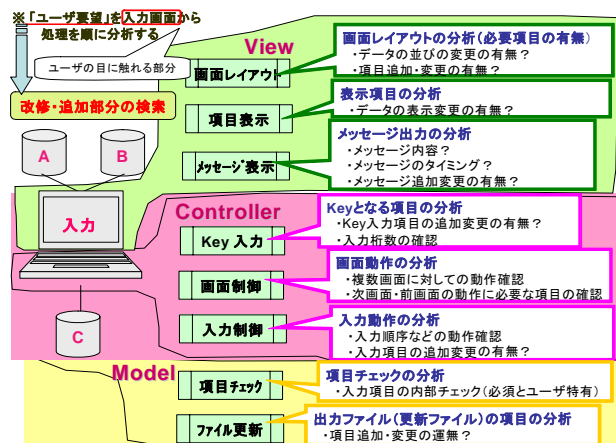 ※「ユーザ要望」を入力画面から
処理を順に分析する
ユーザの目に触れる部分
改修・追加部分の検索
A
B
入力
C
View
画面レイアウト
画面レイアウトの分析(必要項目の有無)
・データの並びの変更の有無？
・項目追加・変更の有無？
項目表示
表示項目の分析
・データの表示変更の有無？
メッセージ表示
メッセージ出力の分析
・メッセージ内容？
・メッセージのタイミング？
・メッセージ追加変更の有無？
Controller
Key 入力
Keyとなる項目の分析
・Key入力項目の追加変更の有無？
・入力桁数の確認
画面制御
画面動作の分析
・複数画面に対しての動作確認
・次画面・前画面の動作に必要な項目の確認
入力制御
入力動作の分析
・入力順序などの動作確認
・入力項目の追加変更の有無？
Model
項目チェック
項目チェックの分析
・入力項目の内部チェック(必須とユーザ特有)
ファイル更新
出力ファイル(更新ファイル)の項目の分析
・項目追加・変更の運無？